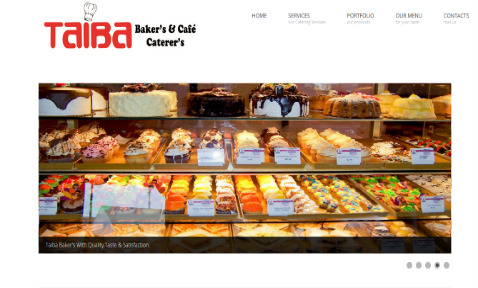 TAIBA Baker's & Café
Caterer's
HOME SERVICES PORTFOLIO OUR MENU CONTACTS
our Catering Services our products for your taste mail us
Taiba Baker's With Quality,Taste & Satisfaction